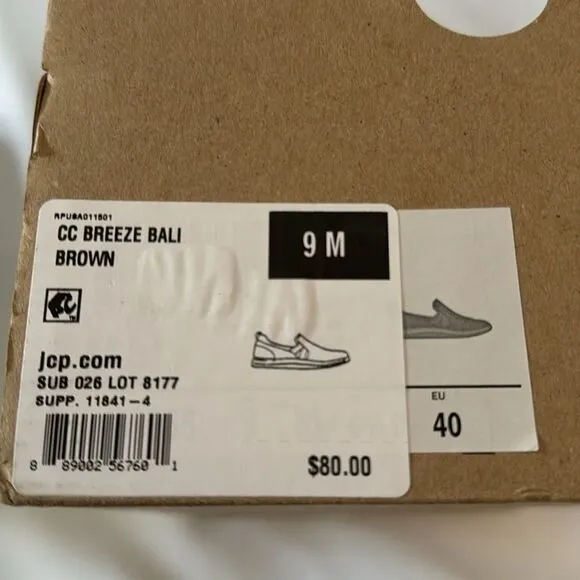 RPUSA011501
CC BREEZE BALI
BROWN
9 M
jcp.com
SUB 026 LOT 8177
SUPP. 11841-4
8 89002 56760 1
$80.00
EU
40